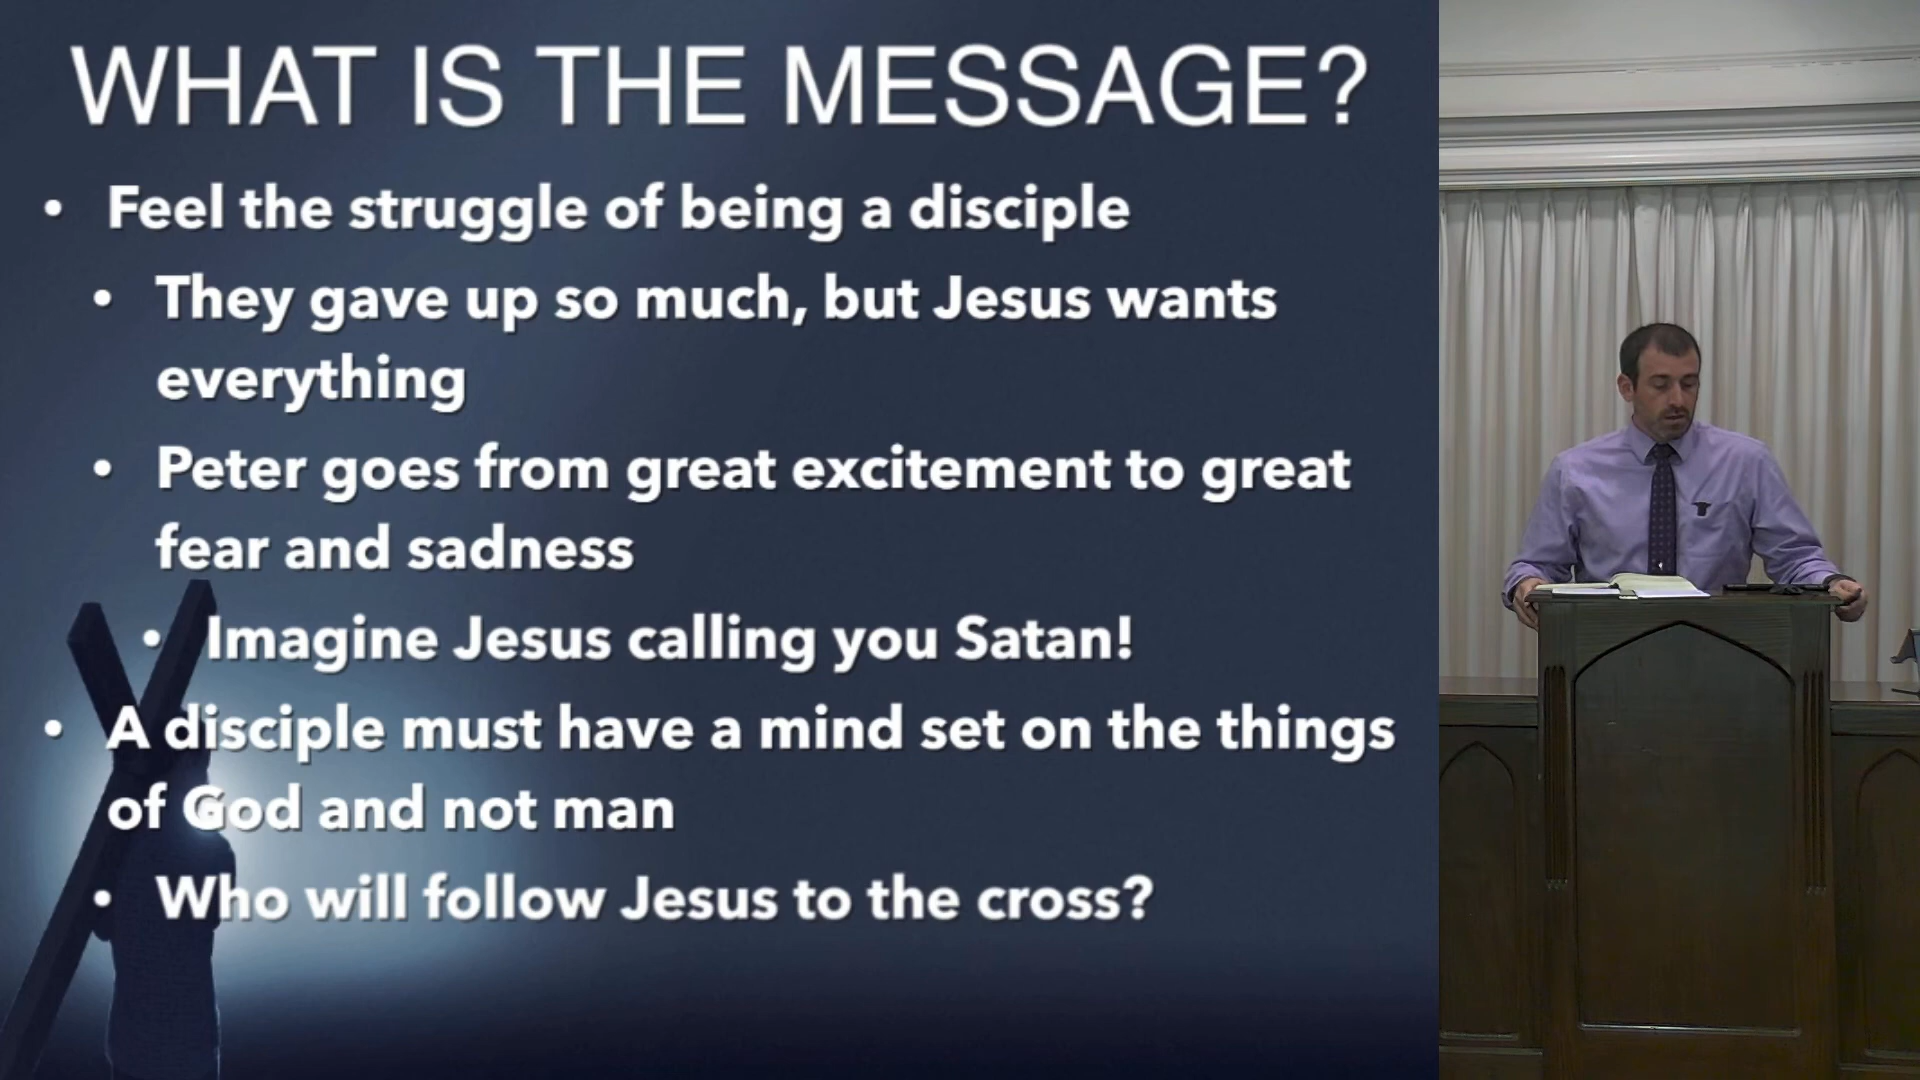 WHAT IS THE MESSAGE?
• Feel the struggle of being a disciple
• They gave up so much, but Jesus wants
everything
• Peter goes from great excitement to great
fear and sadness
• Imagine Jesus calling you Satan!
• A disciple must have a mind set on the things
of God and not man
• Who will follow Jesus to the cross?